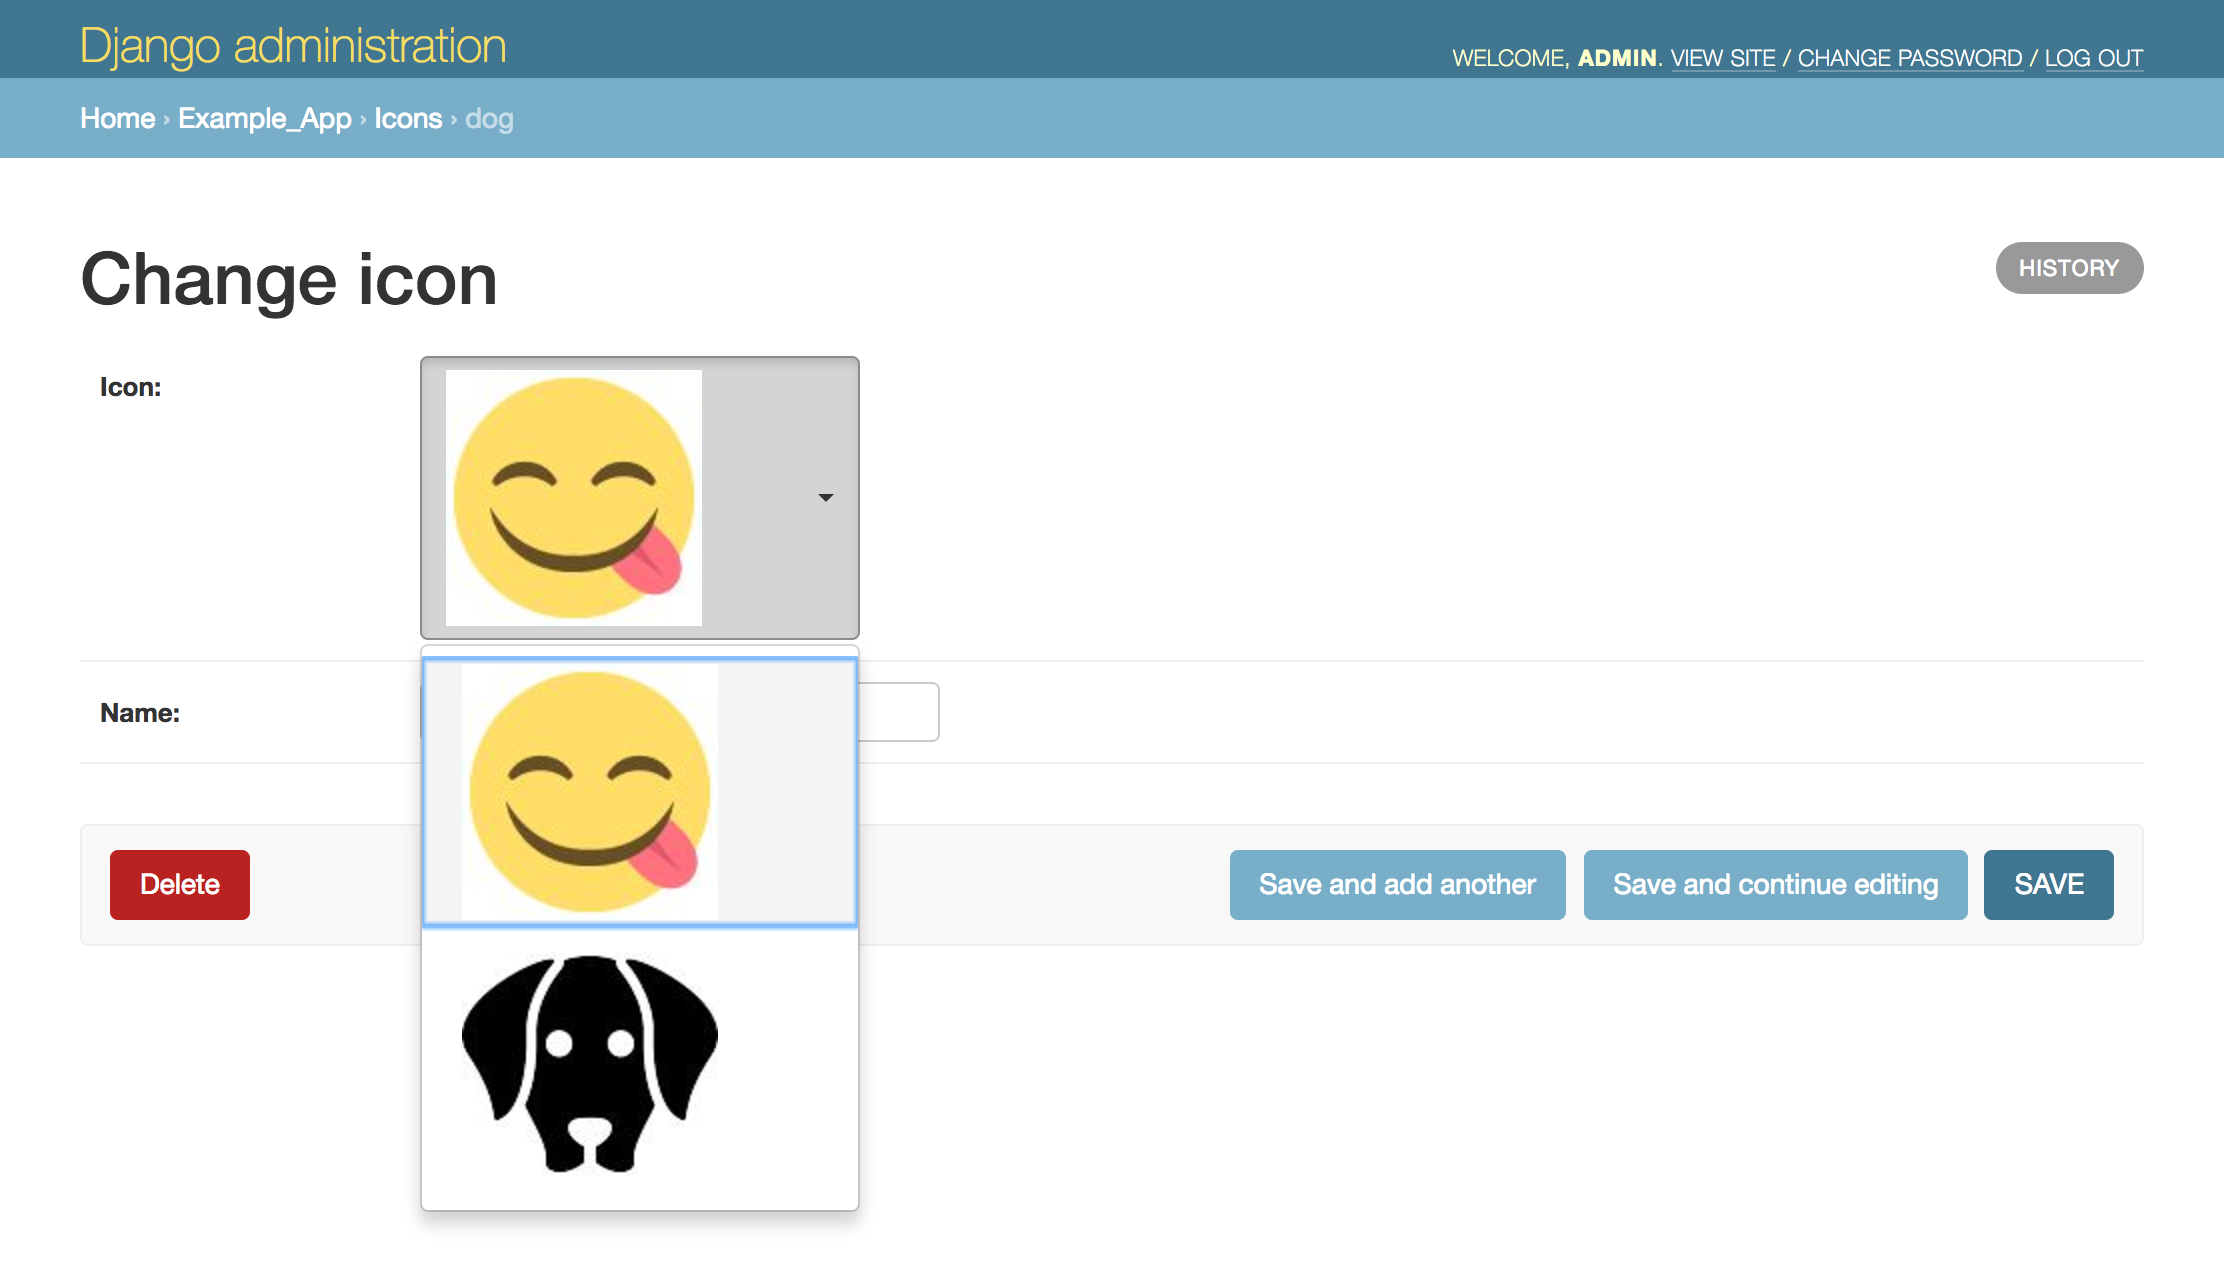 Django administration
WELCOME, ADMIN. VIEW SITE / CHANGE PASSWORD / LOG OUT
Home › Example_App › Icons › dog
Change icon
HISTORY
Icon:
Name:
Delete
Save and add another
Save and continue editing
SAVE